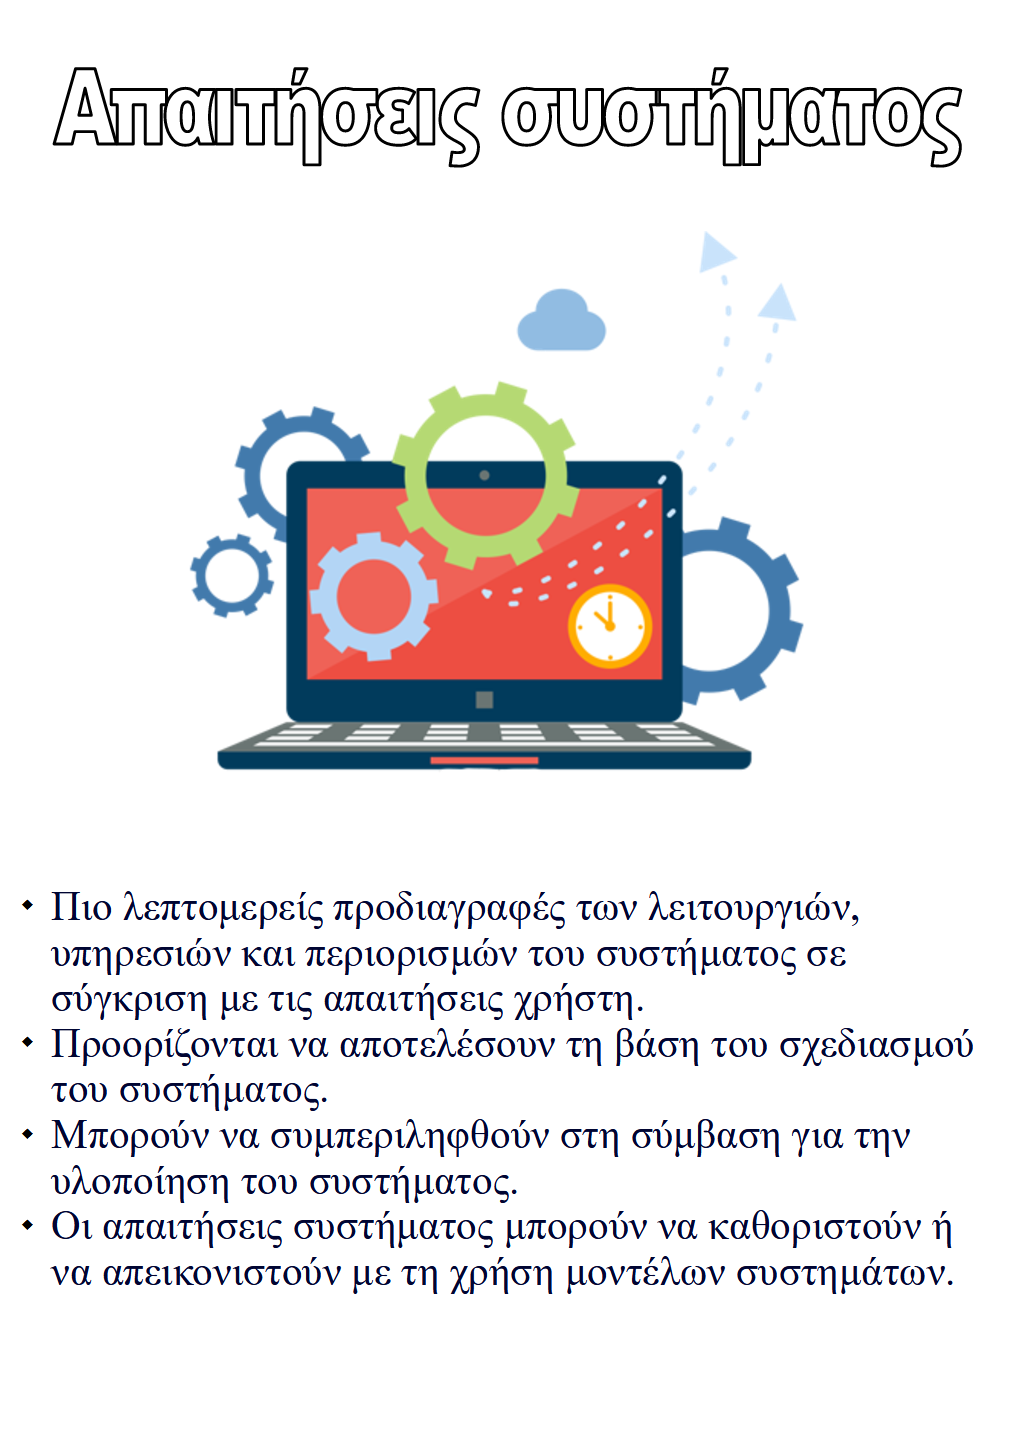 Απαιτήσεις συστήματος
• Πιο λεπτομερείς προδιαγραφές των λειτουργιών,
υπηρεσιών και περιορισμών του συστήματος σε
σύγκριση με τις απαιτήσεις χρήστη.
• Προορίζονται να αποτελέσουν τη βάση του σχεδιασμού
του συστήματος.
• Μπορούν να συμπεριληφθούν στη σύμβαση για την
υλοποίηση του συστήματος.
• Οι απαιτήσεις συστήματος μπορούν να καθοριστούν ή
να απεικονιστούν με τη χρήση μοντέλων συστημάτων.